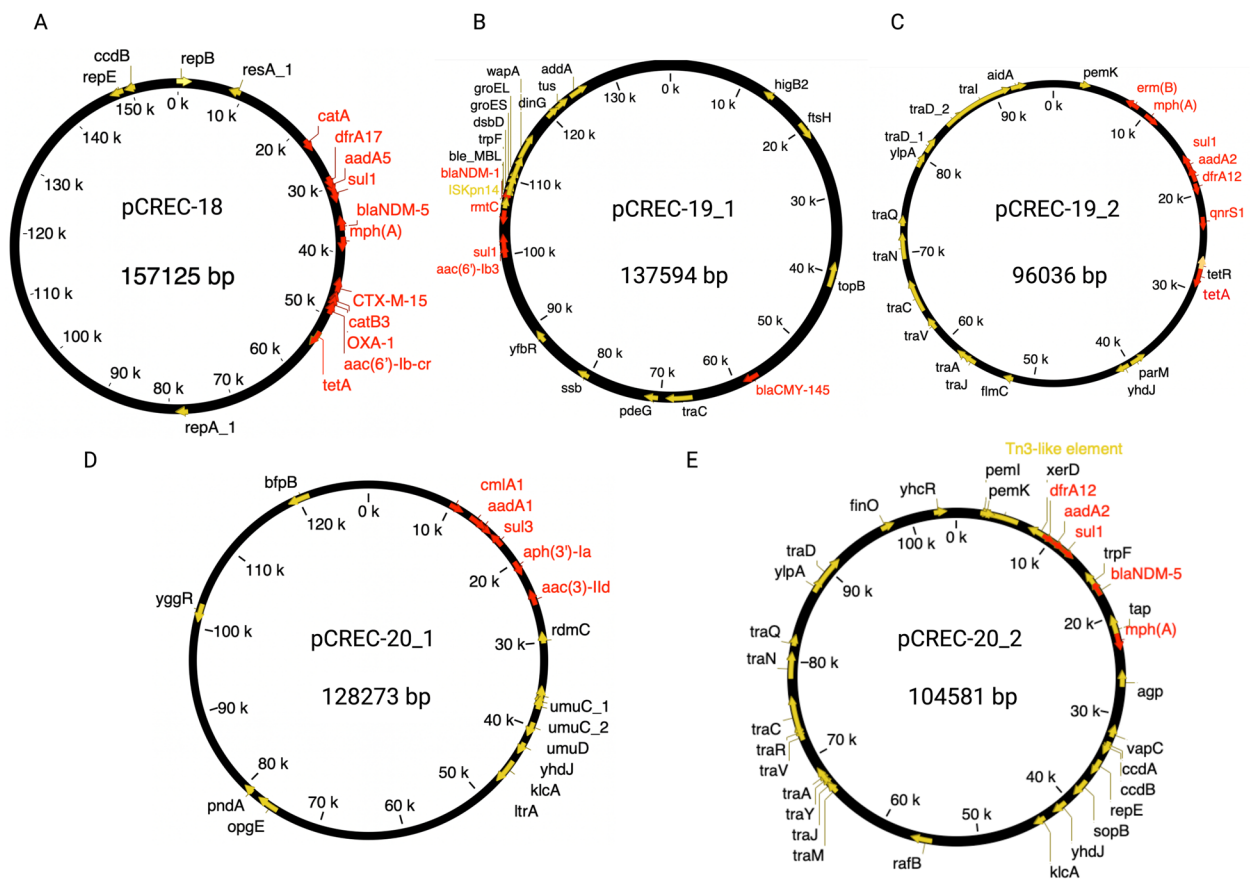 A
ccdB
repB
repE
resA_1
150 k
0 k
10 k
140 k
20 k
catA
dfrA17
aadA5
sul1
130 k
30 k
pCREC-18
blaNDM-5
mph(A)
120 k
40 k
157125 bp
110 k
50 k
CTX-M-15
catB3
OXA-1
aac(6')-Ib-cr
tetA
100 k
60 k
90 k
80 k
70 k
repA_1
B
wapA
addA
groEL
tus
groES
dinG
dsbD
trpF
ble_MBL
blaNDM-1
ISKpn14
rmtC
sul1
aac(6')-Ib3
130 k
0 k
10 k
higB2
ftsH
120 k
20 k
110 k
30 k
pCREC-19_1
100 k
137594 bp
40 k
topB
90 k
50 k
yfbR
80 k
60 k
70 k
ssb
blaCMY-145
pdeG
traC
C
aidA
pemK
traI
traD_2
erm(B)
mph(A)
90 k
0 k
10 k
traD_1
ylpA
sul1
aadA2
dfrA12
80 k
20 k
pCREC-19_2
qnrS1
traQ
traN
70 k
96036 bp
tetR
tetA
30 k
traC
traV
60 k
40 k
50 k
traA
traJ
flmC
parM
yhdJ
D
bfpB
cmlA1
aadA1
sul3
120 k
0 k
10 k
aph(3')-Ia
110 k
20 k
aac(3)-IId
yggR
100 k
pCREC-20_1
30 k
rdmC
128273 bp
90 k
40 k
umuC_1
umuC_2
umuD
yhdJ
klcA
ltrA
80 k
50 k
pndA
opgE
70 k
60 k
E
Tn3-like element
pemI
xerD
yhcR
pemK
dfrA12
finO
aadA2
sul1
100 k
0 k
10 k
traD
trpF
ylpA
blaNDM-5
90 k
20 k
tap
mph(A)
traQ
pCREC-20_2
traN
80 k
104581 bp
agp
30 k
traC
traR
traV
70 k
vapC
ccdA
ccdB
repE
sopB
yhdJ
klcA
40 k
traA
traY
traJ
traM
60 k
50 k
rafB